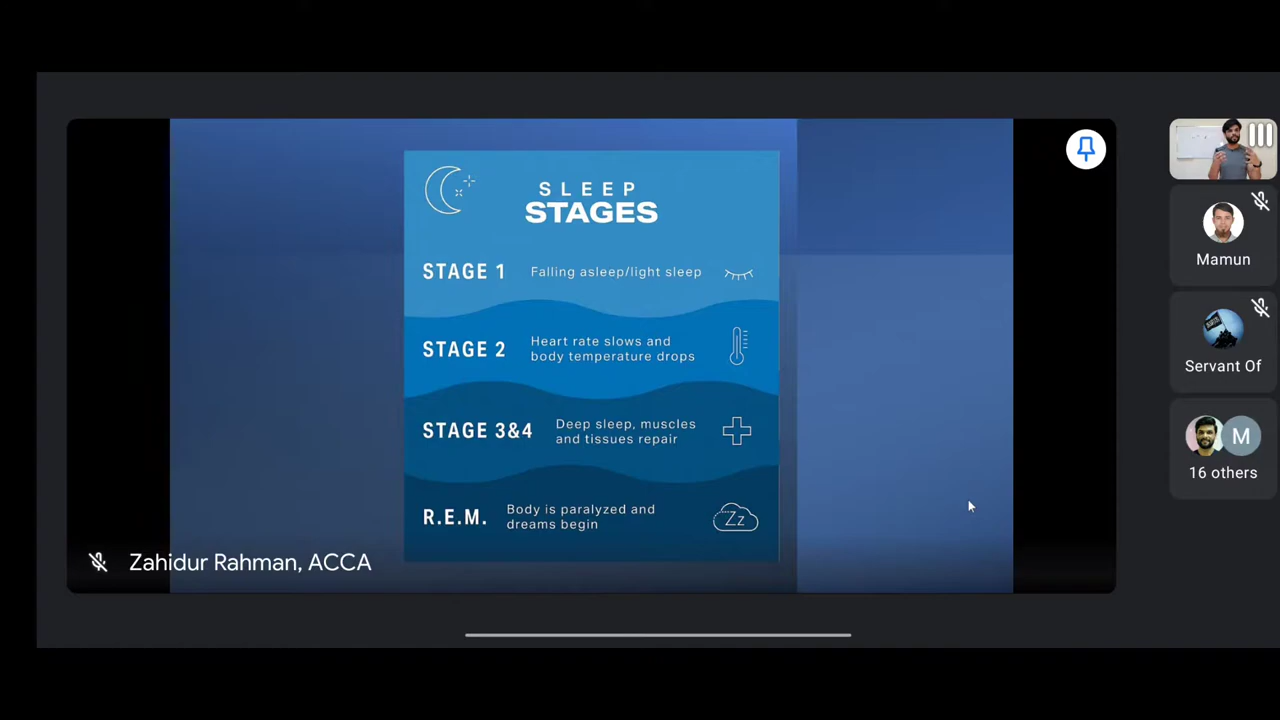 SLEEP
STAGES
STAGE 1
Falling asleep/light sleep
STAGE 2
Heart rate slows and
body temperature drops
STAGE 3&4
Deep sleep, muscles
and tissues repair
R.E.M.
Body is paralyzed and
dreams begin
Zz
Zahidur Rahman, ACCA
Mamun
Servant Of
M
16 others